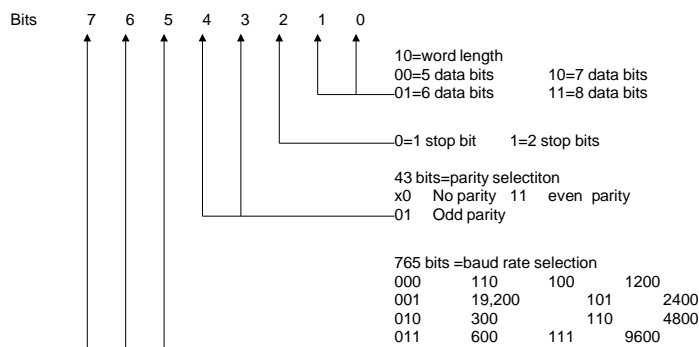 Bits 7 6 5 4 3 2 1 0
10=word length
00=5 data bits 10=7 data bits
01=6 data bits 11=8 data bits
0=1 stop bit 1=2 stop bits
43 bits=parity selectiton
x0 No parity 11 even parity
01 Odd parity
765 bits =baud rate selection
000 110 100 1200
001 19,200 101 2400
010 300 110 4800
011 600 111 9600